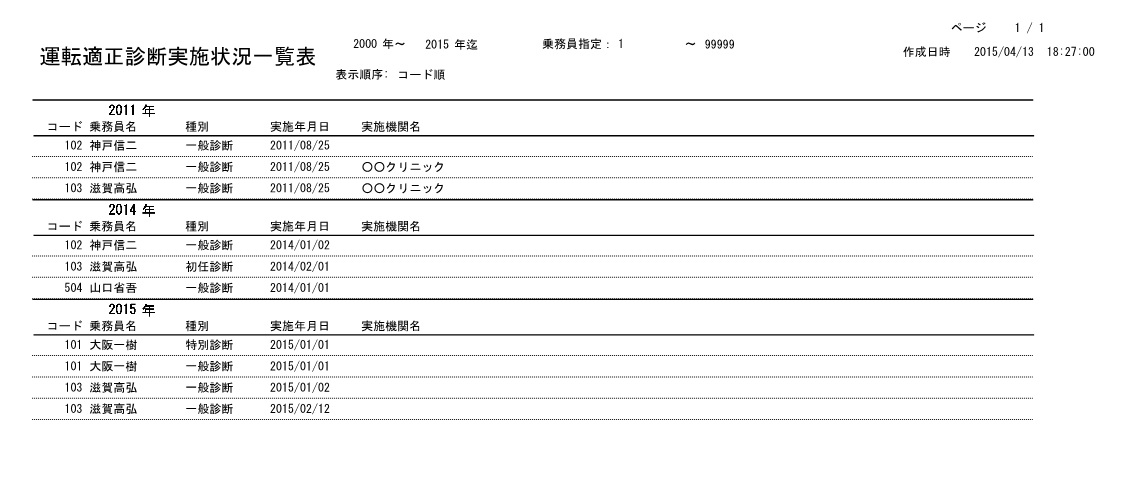 ページ 1 / 1
運転適正診断実施状況一覧表 2000 年～ 2015 年迄 乗務員指定： 1 ～ 99999
作成日時 2015/04/13 18:27:00
表示順序： コード順
2011 年
コード 乗務員名 種別 実施年月日 実施機関名
102 神戸信二 一般診断 2011/08/25
102 神戸信二 一般診断 2011/08/25 〇〇クリニック
103 滋賀高弘 一般診断 2011/08/25 〇〇クリニック
2014 年
コード 乗務員名 種別 実施年月日 実施機関名
102 神戸信二 一般診断 2014/01/02
103 滋賀高弘 初任診断 2014/02/01
504 山口省吾 一般診断 2014/01/01
2015 年
コード 乗務員名 種別 実施年月日 実施機関名
101 大阪一樹 特別診断 2015/01/01
101 大阪一樹 一般診断 2015/01/01
103 滋賀高弘 一般診断 2015/01/02
103 滋賀高弘 一般診断 2015/02/12